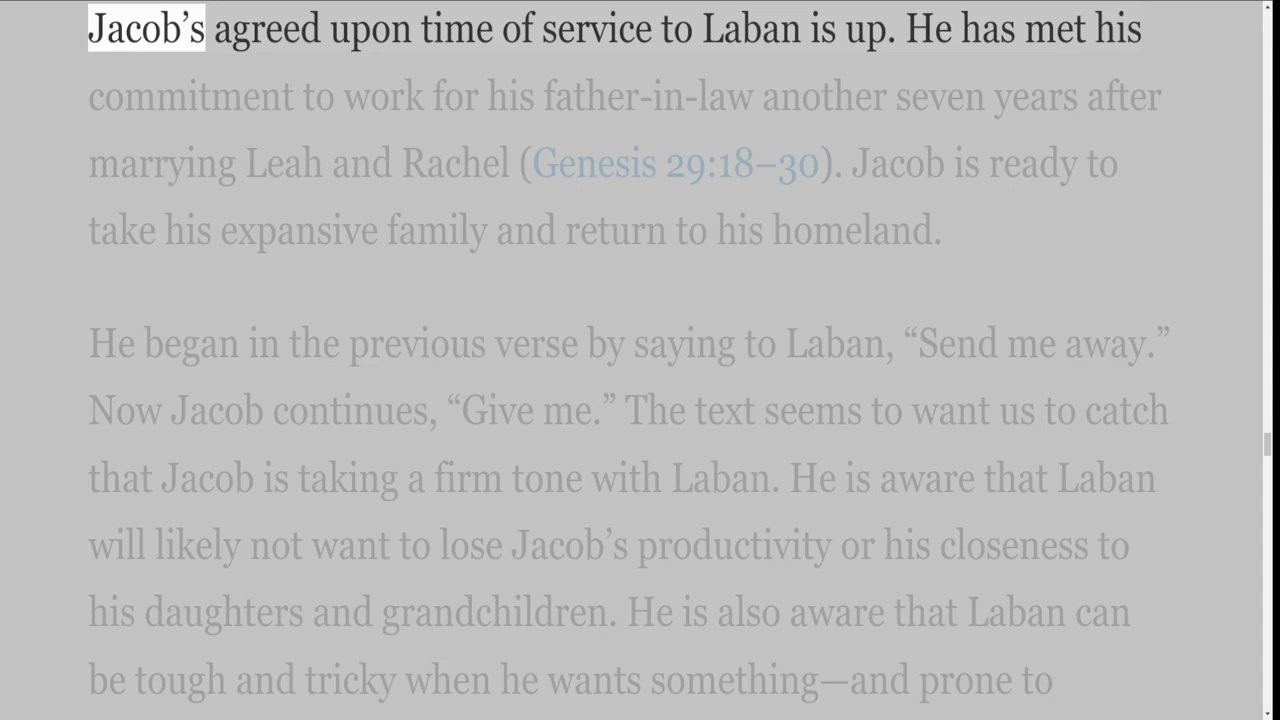 Jacob’s agreed upon time of service to Laban is up. He has met his
commitment to work for his father-in-law another seven years after
marrying Leah and Rachel (Genesis 29:18–30). Jacob is ready to
take his expansive family and return to his homeland.
He began in the previous verse by saying to Laban, “Send me away.”
Now Jacob continues, “Give me.” The text seems to want us to catch
that Jacob is taking a firm tone with Laban. He is aware that Laban
will likely not want to lose Jacob’s productivity or his closeness to
his daughters and grandchildren. He is also aware that Laban can
be tough and tricky when he wants something—and prone to